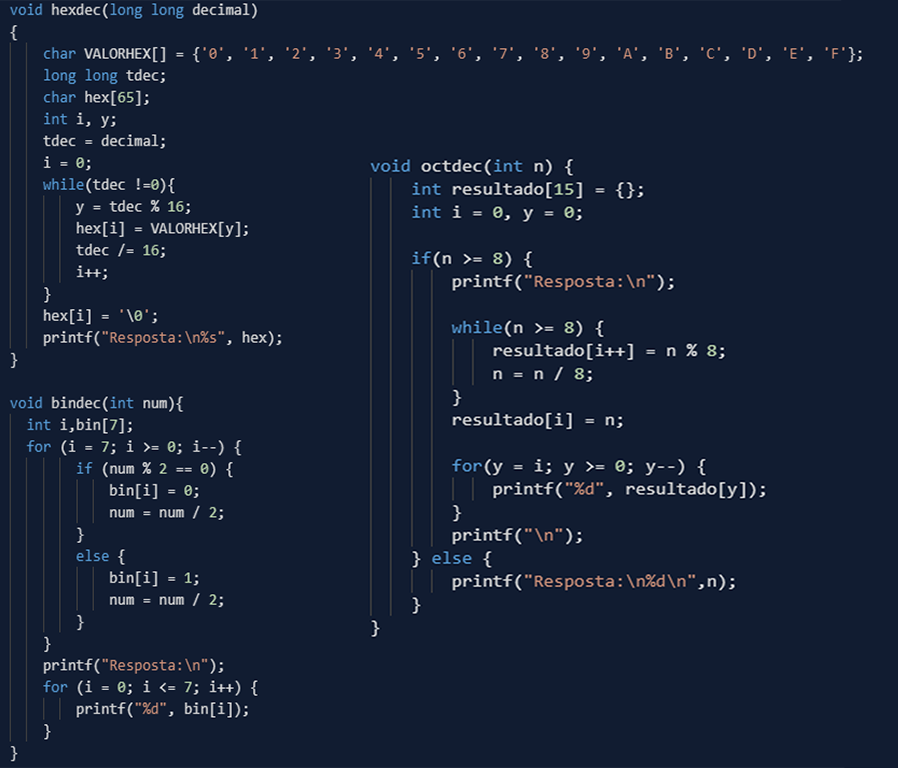 void hexdec(long long decimal)
{
    char VALORHEX[] = {'0', '1', '2', '3', '4', '5', '6', '7', '8', '9', 'A', 'B', 'C', 'D', 'E', 'F'};
    long long tdec;
    char hex[65];
    int i, y;
    tdec = decimal;
    i = 0;
    while(tdec !=0){
        y = tdec % 16;
        hex[i] = VALORHEX[y];
        tdec /= 16;
        i++;
    }
    hex[i] = '\0';
    printf("Resposta:\n%s", hex);
}
void bindec(int num){
  int i,bin[7];
  for (i = 7; i >= 0; i--) {
        if (num % 2 == 0) {
            bin[i] = 0;
            num = num / 2;
        }
        else {
            bin[i] = 1;
            num = num / 2;
        }
    }
    printf("Resposta:\n");
    for (i = 0; i <= 7; i++) {
        printf("%d", bin[i]);
    }
}
void octdec(int n) {
    int resultado[15] = {};
    int i = 0, y = 0;
    if(n >= 8) {
        printf("Resposta:\n");
        while(n >= 8) {
            resultado[i++] = n % 8;
            n = n / 8;
        }
        resultado[i] = n;
        for(y = i; y >= 0; y--) {
            printf("%d", resultado[y]);
        }
        printf("\n");
    } else {
        printf("Resposta:\n%d\n",n);
    }
}